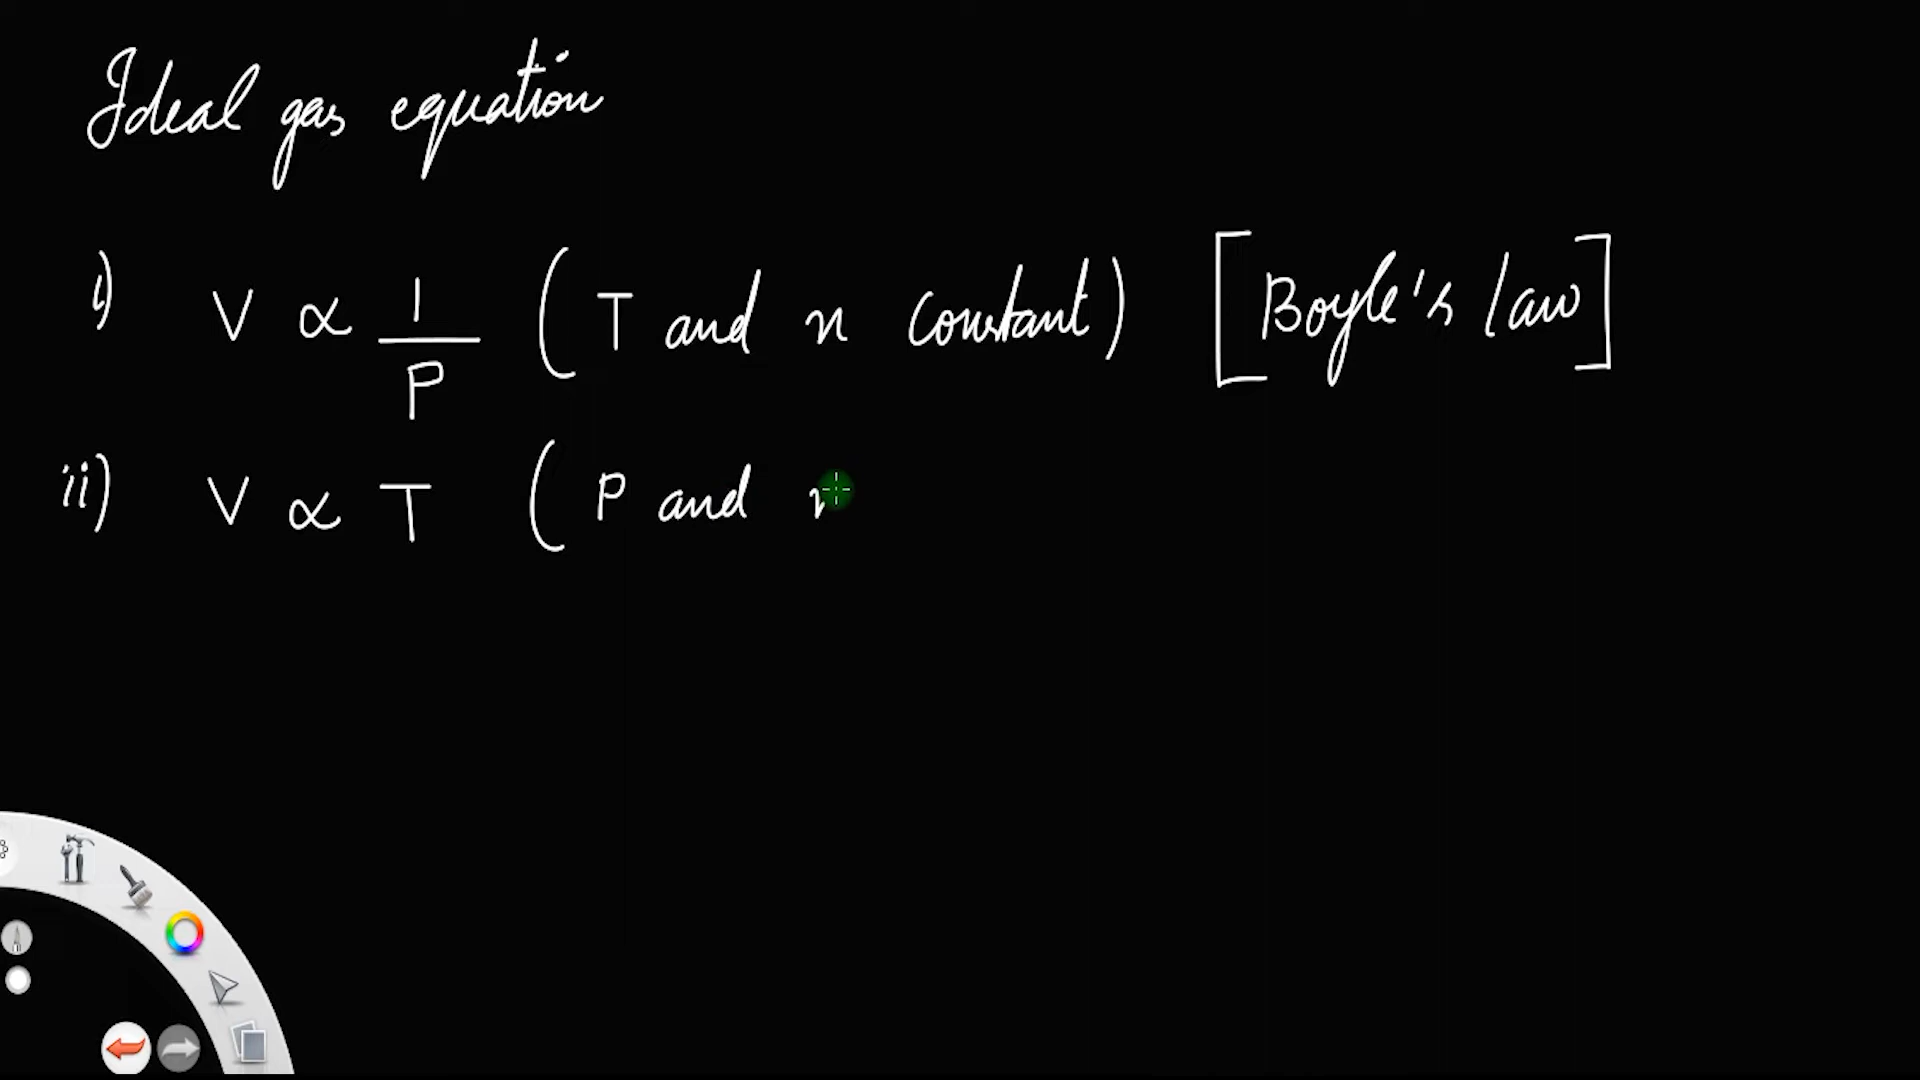 Ideal gas equation
i) V ∝ 1/P (T and n constant) [Boyle's law]
ii) V ∝ T (P and